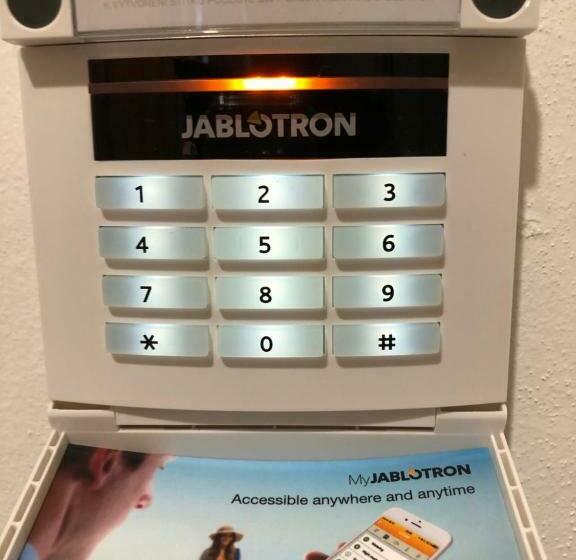 JABLOTRON
1 2 3
4 5 6
7 8 9
* 0 #
MyJABLOTRON
Accessible anywhere and anytime